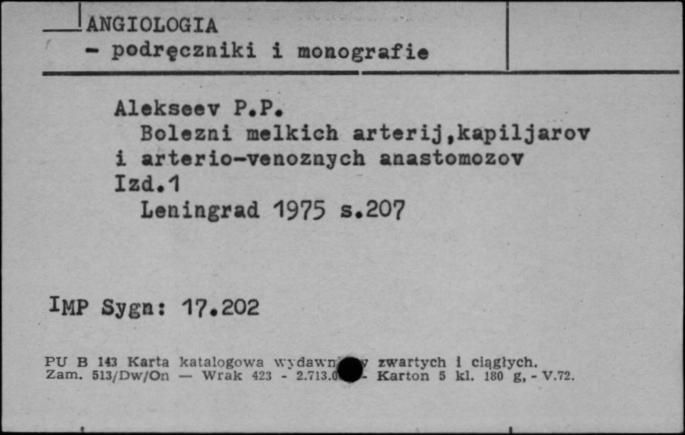 ANGIOLOGIA
- podręczniki i monografie
Alekseev P.P.
Bolezni melkich arterij,kapiljarov
i arterio-venoznych anastomozov
Izd.1
Leningrad 1975 s.207
IMP Sygn: 17.202
PU B 143 Karta katalogowa zwartych i ciągłych.
Zam. 513/Dw/On — Wrak 423 - - Karton 5 kl. 180 g, - V.72.